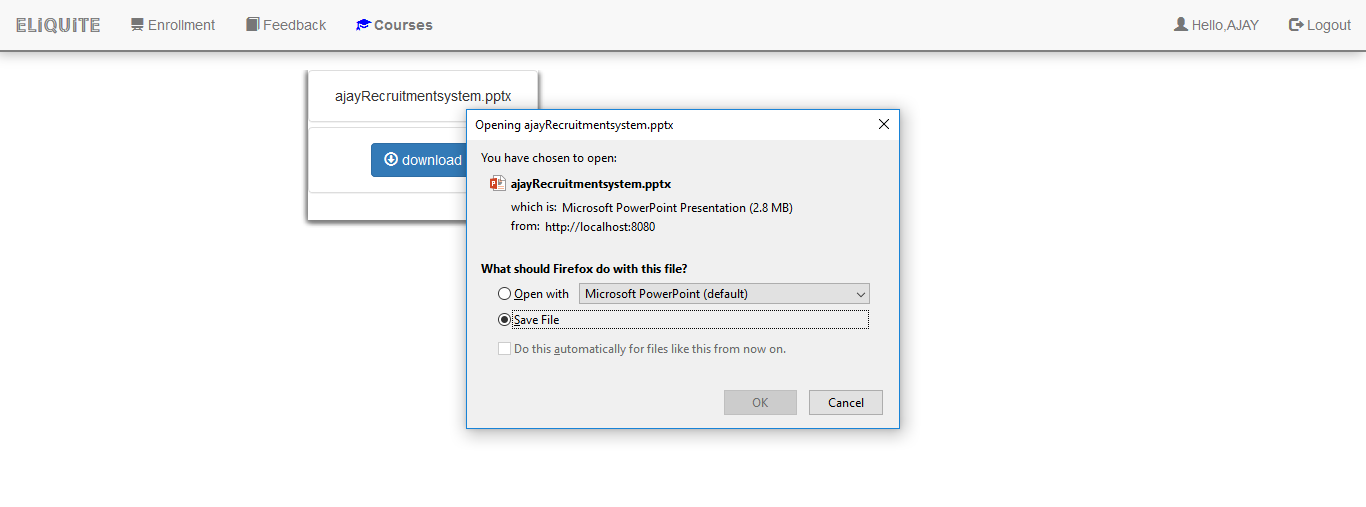 ELiQUiTE Enrollment Feedback Courses Hello,AJAY Logout
ajayRecruitmentsystem.pptx
download
Opening ajayRecruitmentsystem.pptx
You have chosen to open:
ajayRecruitmentsystem.pptx
which is: Microsoft PowerPoint Presentation (2.8 MB)
from: http://localhost:8080
What should Firefox do with this file?
Open with Microsoft PowerPoint (default)
Save File
Do this automatically for files like this from now on.
OK Cancel